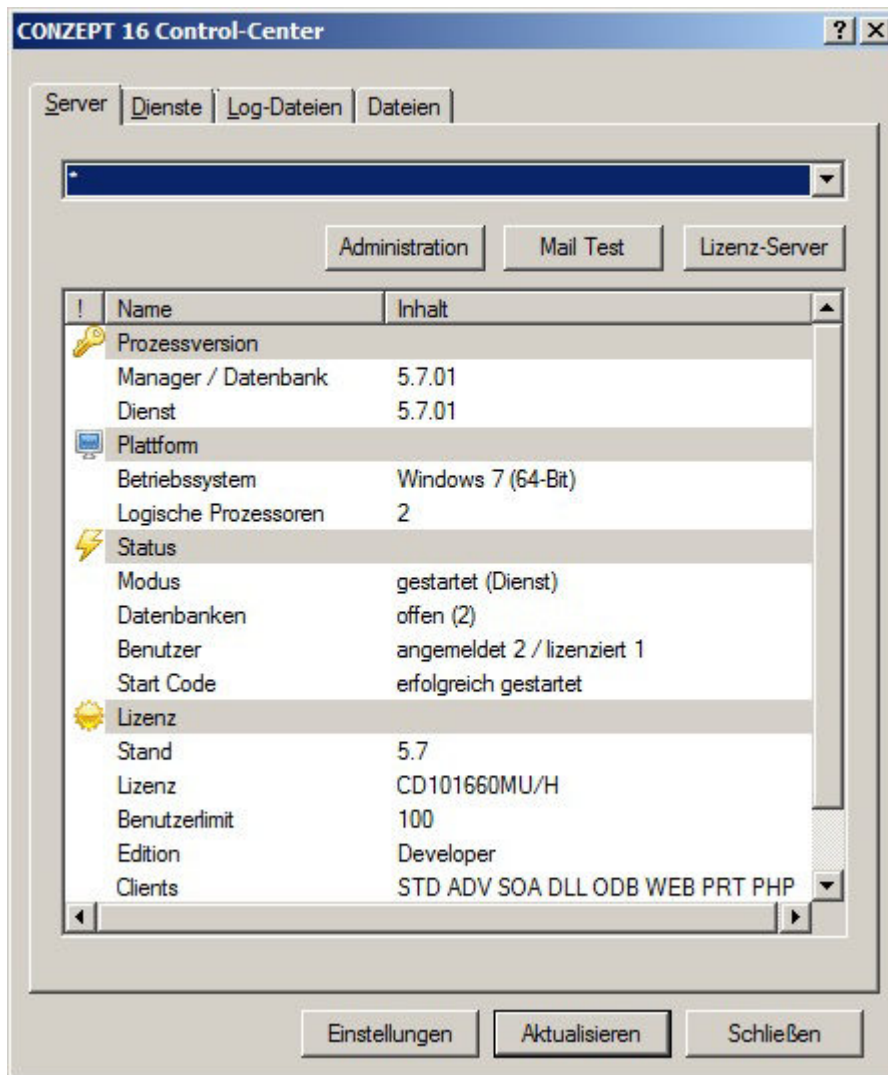 CONZEPT 16 Control-Center
Server Dienste Log-Dateien Dateien
*
Administration Mail Test Lizenz-Server
! Name Inhalt
Prozessversion
Manager / Datenbank 5.7.01
Dienst 5.7.01
Plattform
Betriebssystem Windows 7 (64-Bit)
Logische Prozessoren 2
Status
Modus gestartet (Dienst)
Datenbanken offen (2)
Benutzer angemeldet 2 / lizenziert 1
Start Code erfolgreich gestartet
Lizenz
Stand 5.7
Lizenz CD101660MU/H
Benutzerlimit 100
Edition Developer
Clients STD ADV SOA DLL ODB WEB PRT PHP
Einstellungen Aktualisieren Schließen